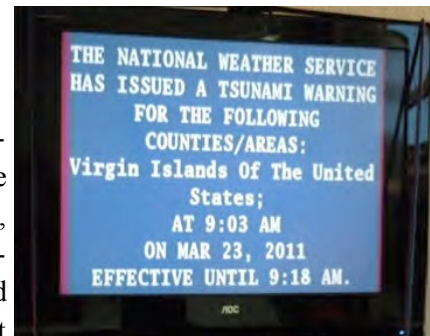 THE NATIONAL WEATHER SERVICE
HAS ISSUED A TSUNAMI WARNING
FOR THE FOLLOWING
COUNTIES/AREAS:
Virgin Islands Of The United
States;
AT 9:03 AM
ON MAR 23, 2011
EFFECTIVE UNTIL 9:18 AM.
AOC